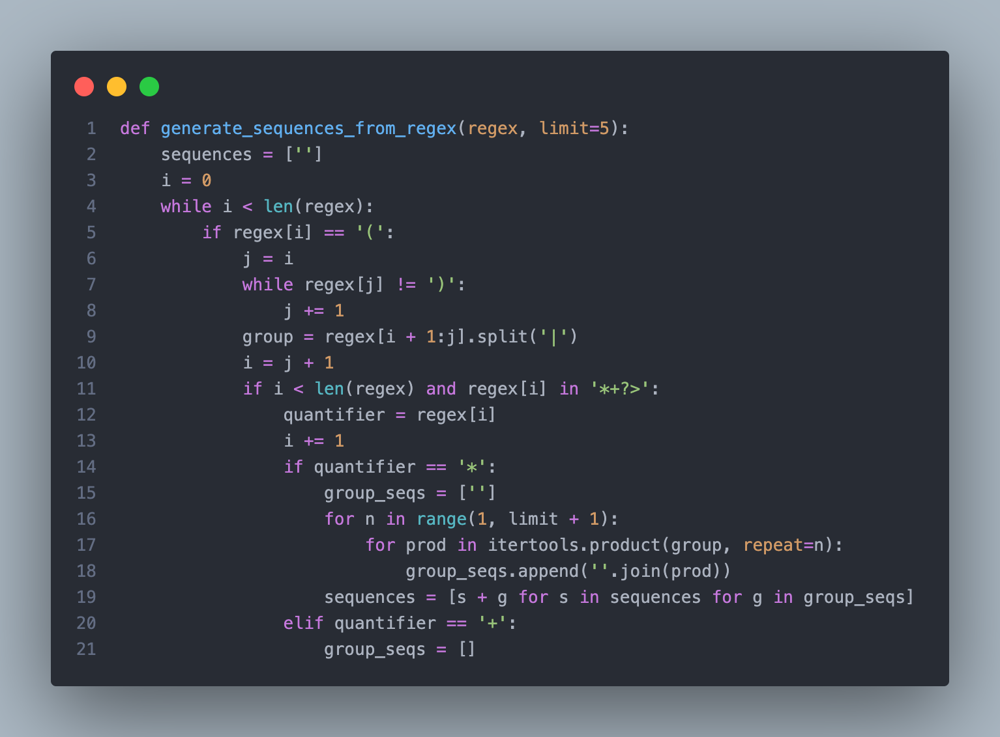 1 def generate_sequences_from_regex(regex, limit=5):
2     sequences = ['']
3     i = 0
4     while i < len(regex):
5         if regex[i] == '(':
6             j = i
7             while regex[j] != ')':
8                 j += 1
9             group = regex[i + 1:j].split('|')
10             i = j + 1
11             if i < len(regex) and regex[i] in '*+?>':
12                 quantifier = regex[i]
13                 i += 1
14                 if quantifier == '*':
15                     group_seqs = ['']
16                     for n in range(1, limit + 1):
17                         for prod in itertools.product(group, repeat=n):
18                             group_seqs.append(''.join(prod))
19                     sequences = [s + g for s in sequences for g in group_seqs]
20                 elif quantifier == '+':
21                     group_seqs = []